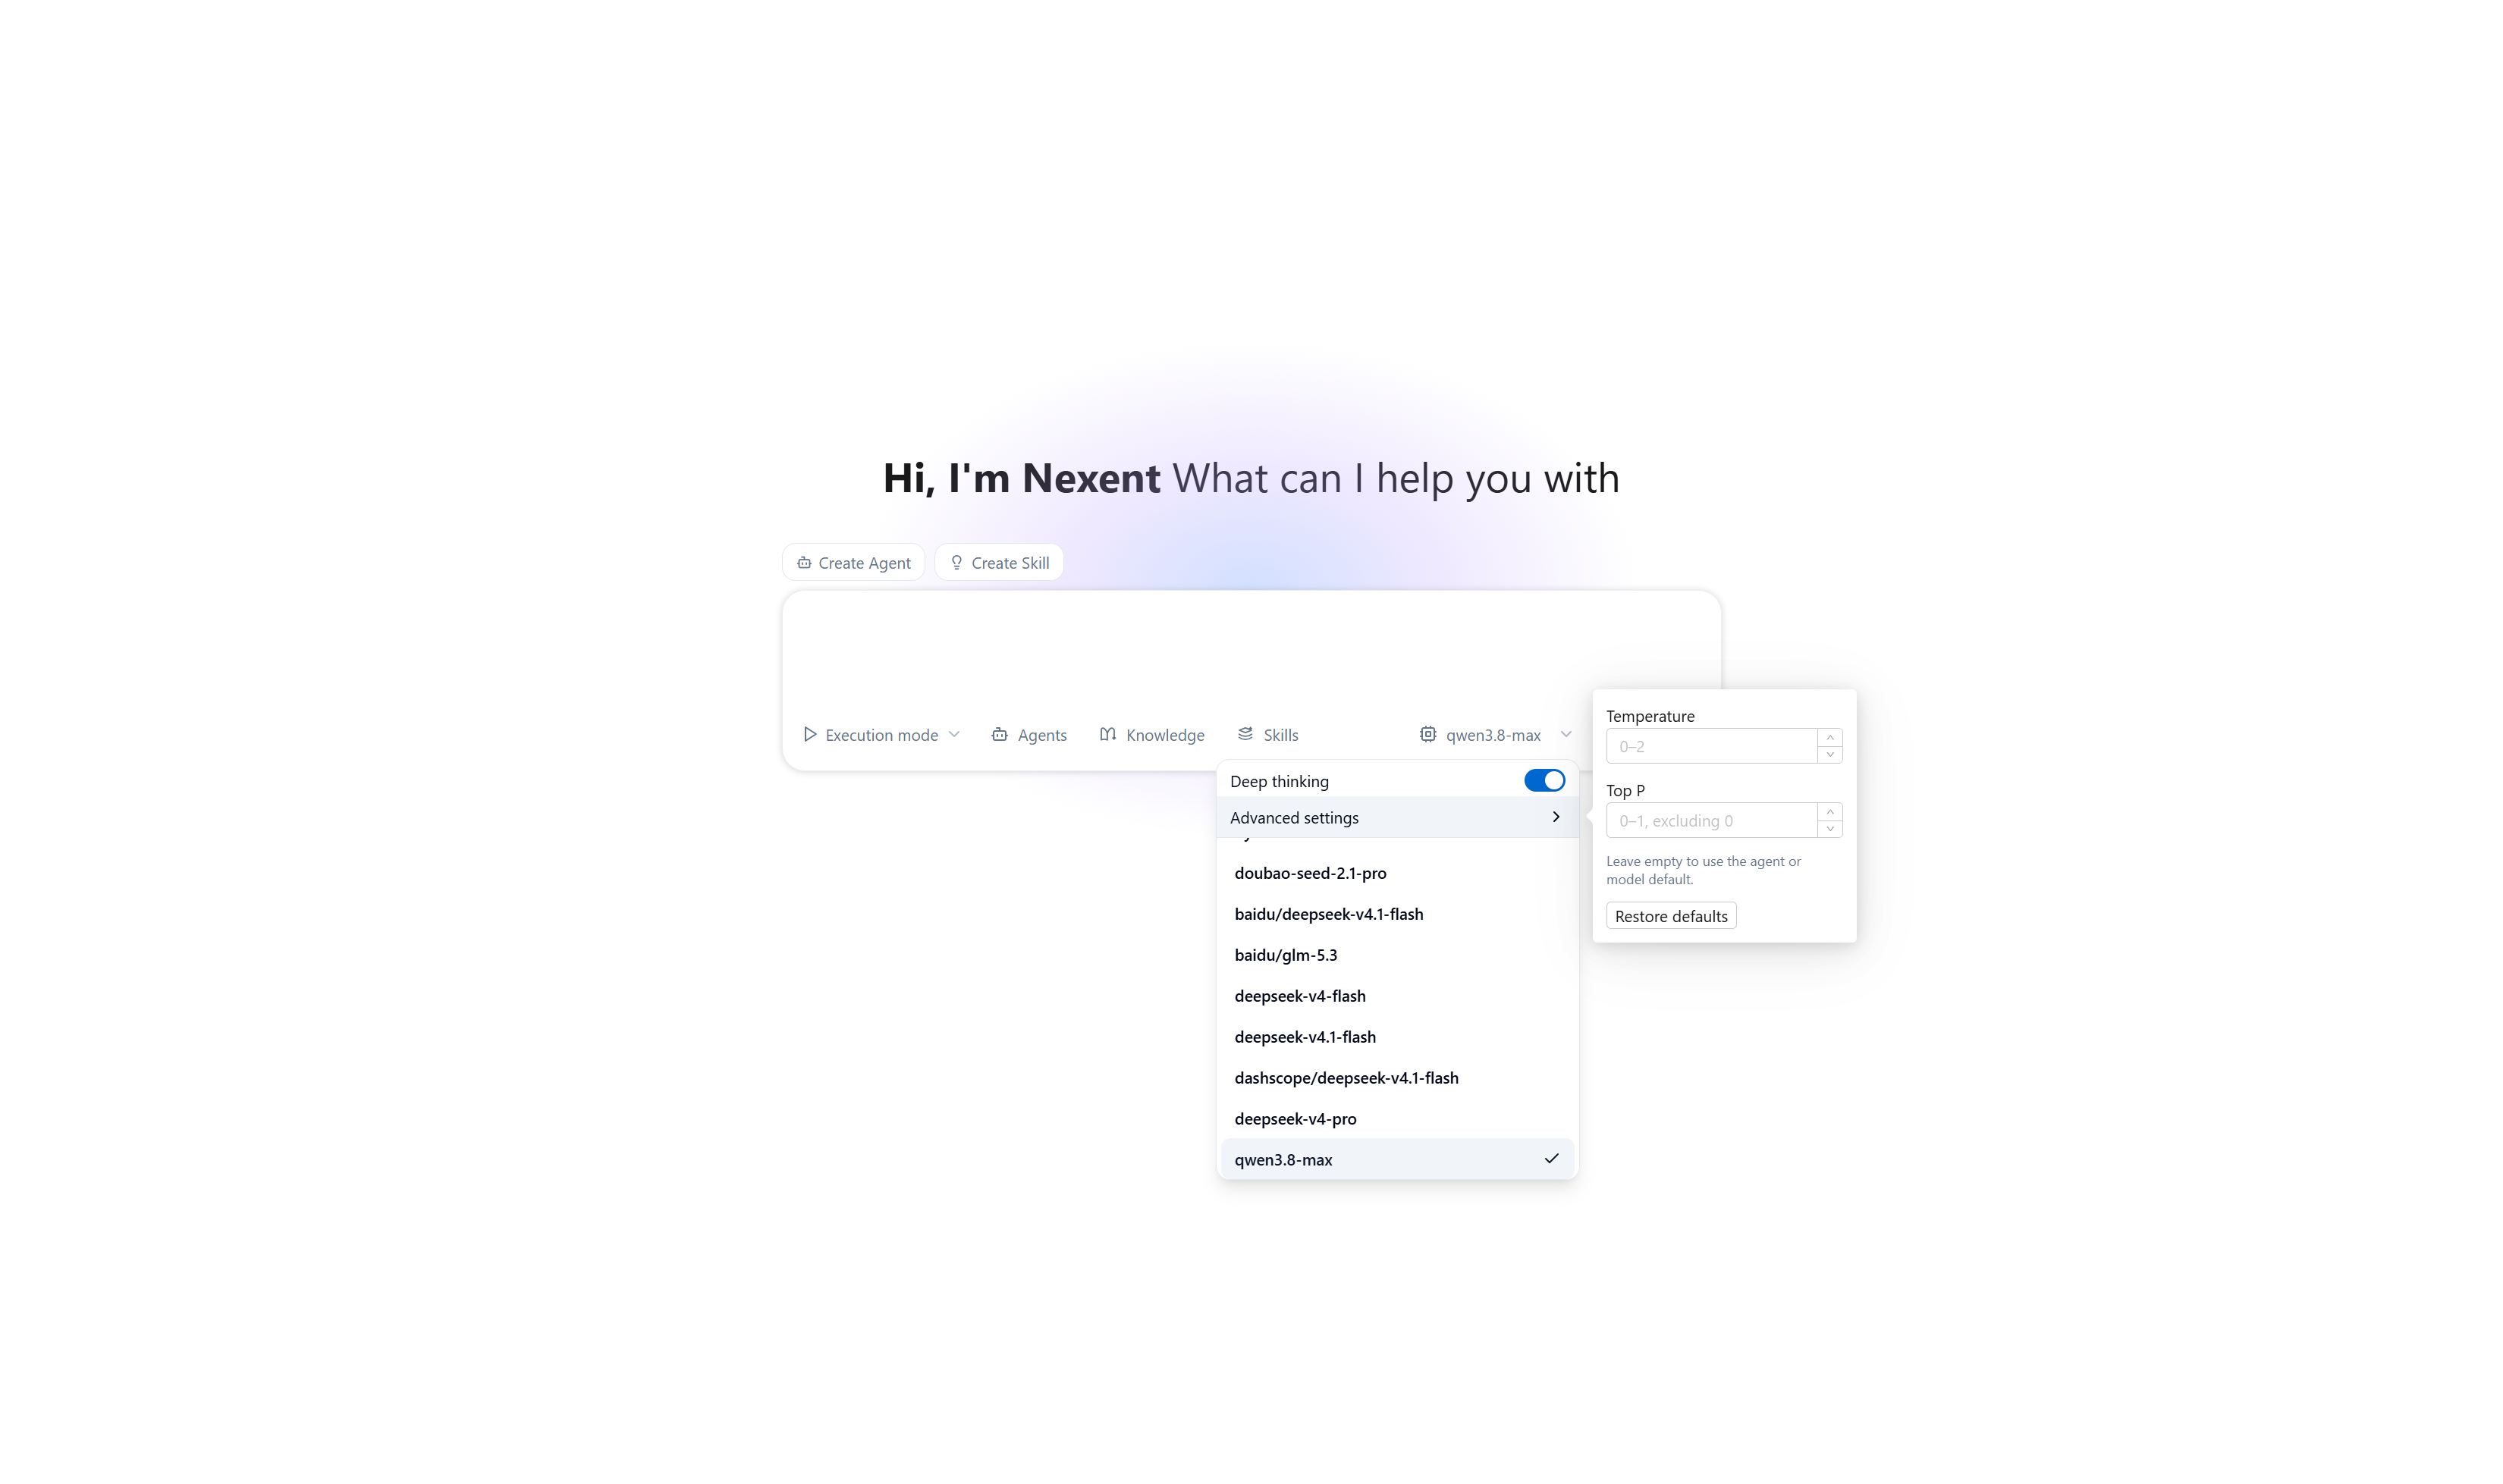 Hi, I'm Nexent What can I help you with
Create Agent
Create Skill
Execution mode
Agents
Knowledge
Skills
qwen3.8-max
Deep thinking
Advanced settings
doubao-seed-2.1-pro
baidu/deepseek-v4.1-flash
baidu/glm-5.3
deepseek-v4-flash
deepseek-v4.1-flash
dashscope/deepseek-v4.1-flash
deepseek-v4-pro
qwen3.8-max
Temperature
0–2
Top P
0–1, excluding 0
Leave empty to use the agent or
model default.
Restore defaults